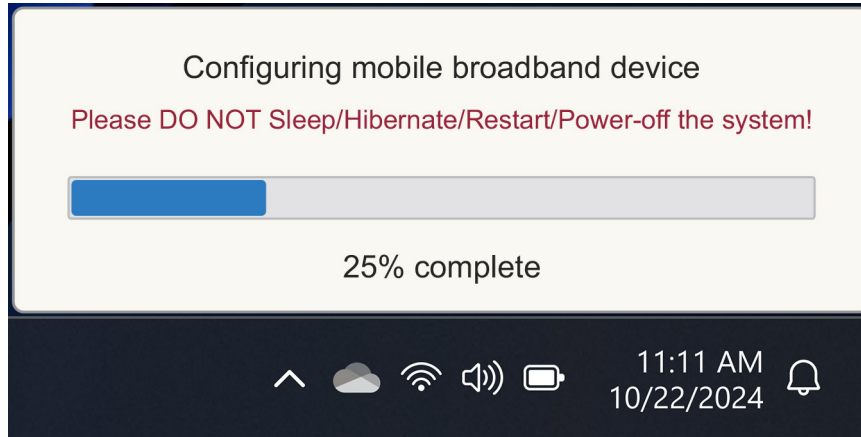 Configuring mobile broadband device
Please DO NOT Sleep/Hibernate/Restart/Power-off the system!
25% complete
11:11 AM
10/22/2024